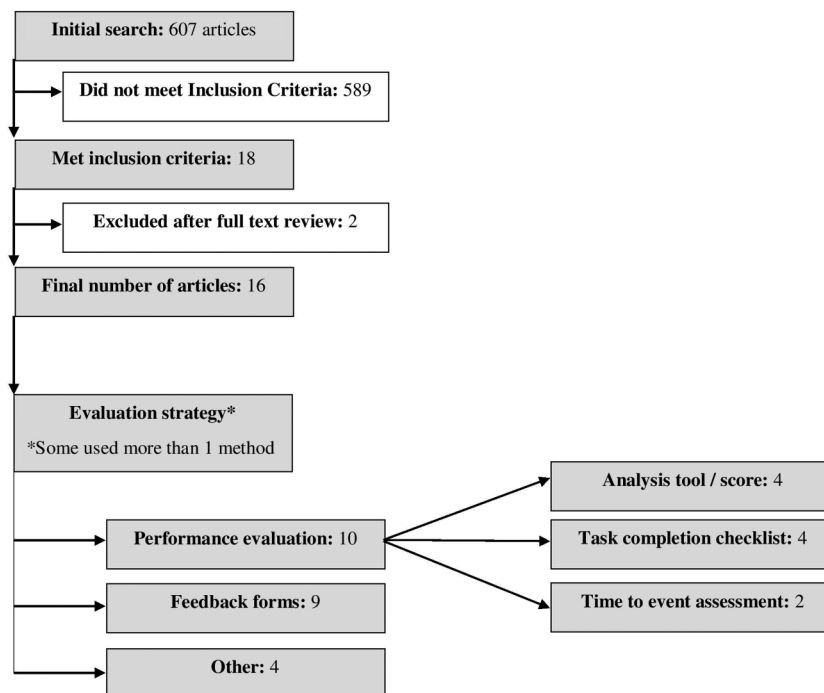 Initial search: 607 articles
Did not meet Inclusion Criteria: 589
Met inclusion criteria: 18
Excluded after full text review: 2
Final number of articles: 16
Evaluation strategy*
*Some used more than 1 method
Performance evaluation: 10
Feedback forms: 9
Other: 4
Analysis tool / score: 4
Task completion checklist: 4
Time to event assessment: 2